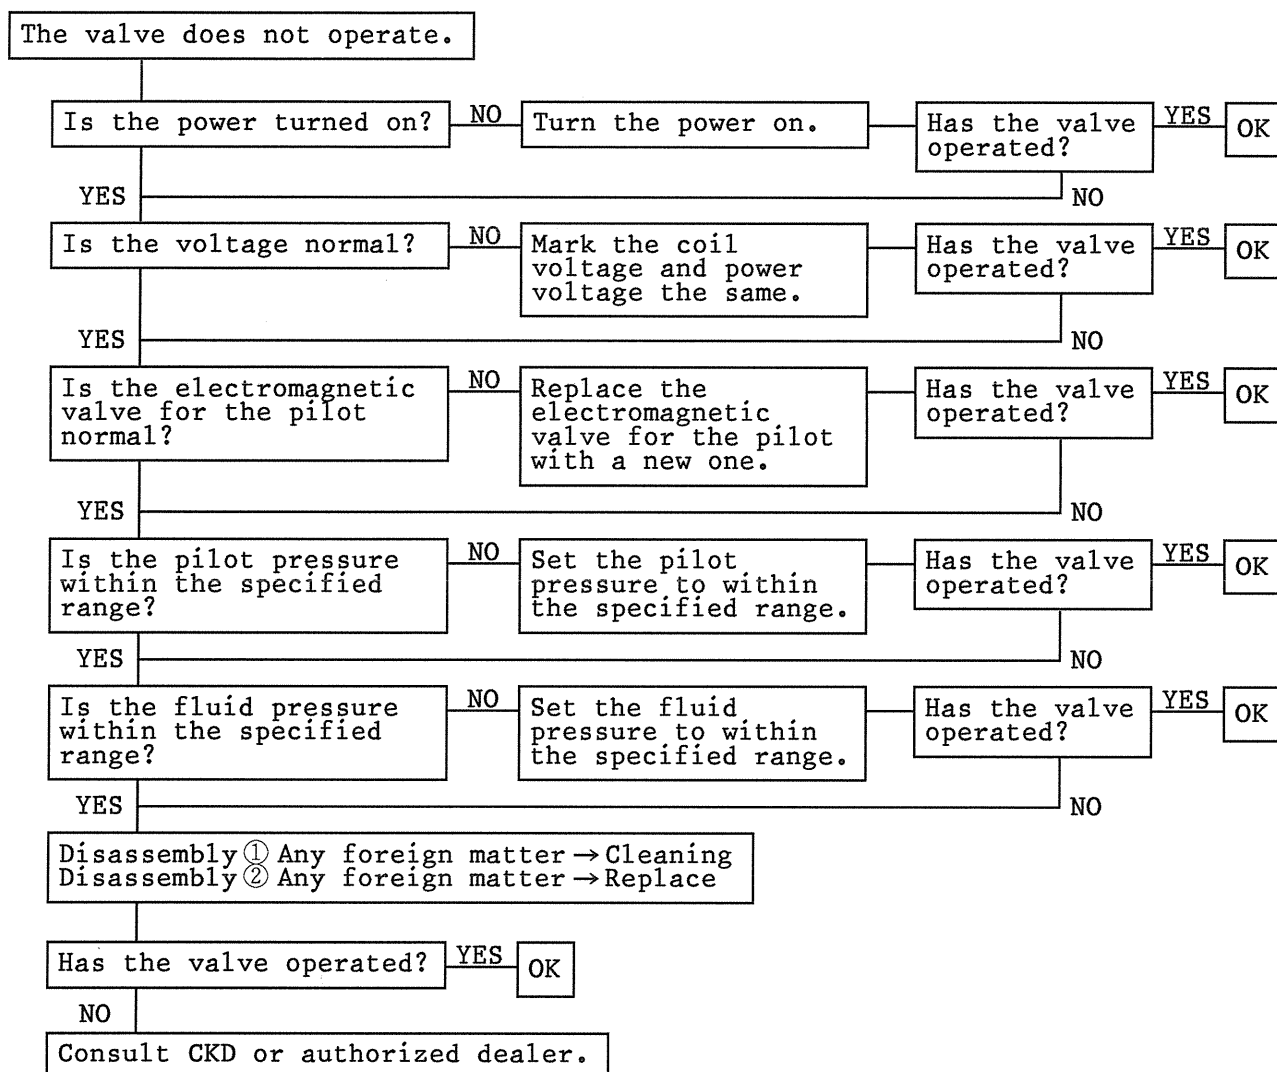 The valve does not operate.
Is the power turned on?
NO
Turn the power on.
Has the valve
operated?
YES
OK
YES
NO
Is the voltage normal?
NO
Mark the coil
voltage and power
voltage the same.
Has the valve
operated?
YES
OK
YES
NO
Is the electromagnetic
valve for the pilot
normal?
NO
Replace the
electromagnetic
valve for the pilot
with a new one.
Has the valve
operated?
YES
OK
YES
NO
Is the pilot pressure
within the specified
range?
NO
Set the pilot
pressure to within
the specified range.
Has the valve
operated?
YES
OK
YES
NO
Is the fluid pressure
within the specified
range?
NO
Set the fluid
pressure to within
the specified range.
Has the valve
operated?
YES
OK
YES
NO
Disassembly ① Any foreign matter → Cleaning
Disassembly ② Any foreign matter → Replace
Has the valve operated?
YES
OK
NO
Consult CKD or authorized dealer.